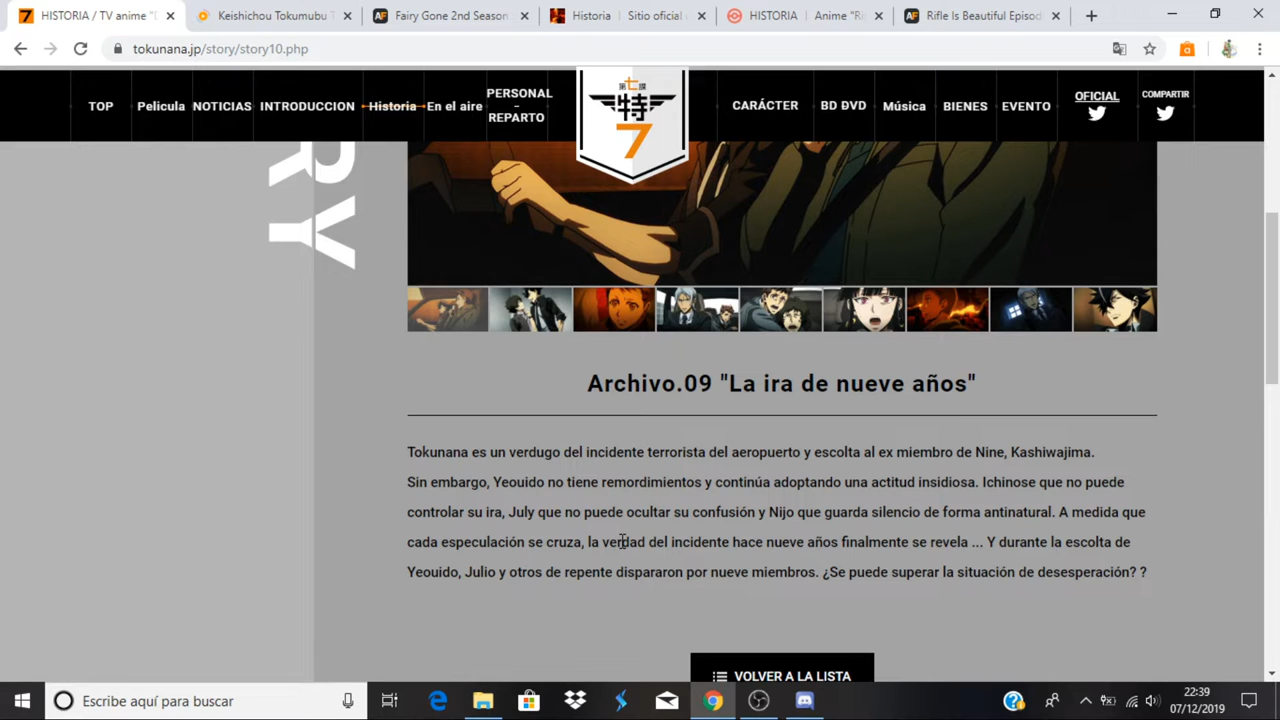 HISTORIA / TV anime "D
Keishichou Tokumubu T
Fairy Gone 2nd Season
Historia | Sitio oficial
HISTORIA | Anime "Ri
Rifle Is Beautiful Episod
tokunana.jp/story/story10.php
TOP
Pelicula
NOTICIAS
INTRODUCCION
Historia
En el aire
PERSONAL
-
REPARTO
第七課
特
7
CARÁCTER
BD ĐVD
Música
BIENES
EVENTO
OFICIAL
COMPARTIR
RY
Archivo.09 "La ira de nueve años"
Tokunana es un verdugo del incidente terrorista del aeropuerto y escolta al ex miembro de Nine, Kashiwajima.
Sin embargo, Yeouido no tiene remordimientos y continúa adoptando una actitud insidiosa. Ichinose que no puede
controlar su ira, July que no puede ocultar su confusión y Nijo que guarda silencio de forma antinatural. A medida que
cada especulación se cruza, la verdad del incidente hace nueve años finalmente se revela ... Y durante la escolta de
Yeouido, Julio y otros de repente dispararon por nueve miembros. ¿Se puede superar la situación de desesperación? ?
VOLVER A LA LISTA
Escribe aquí para buscar
22:39
07/12/2019